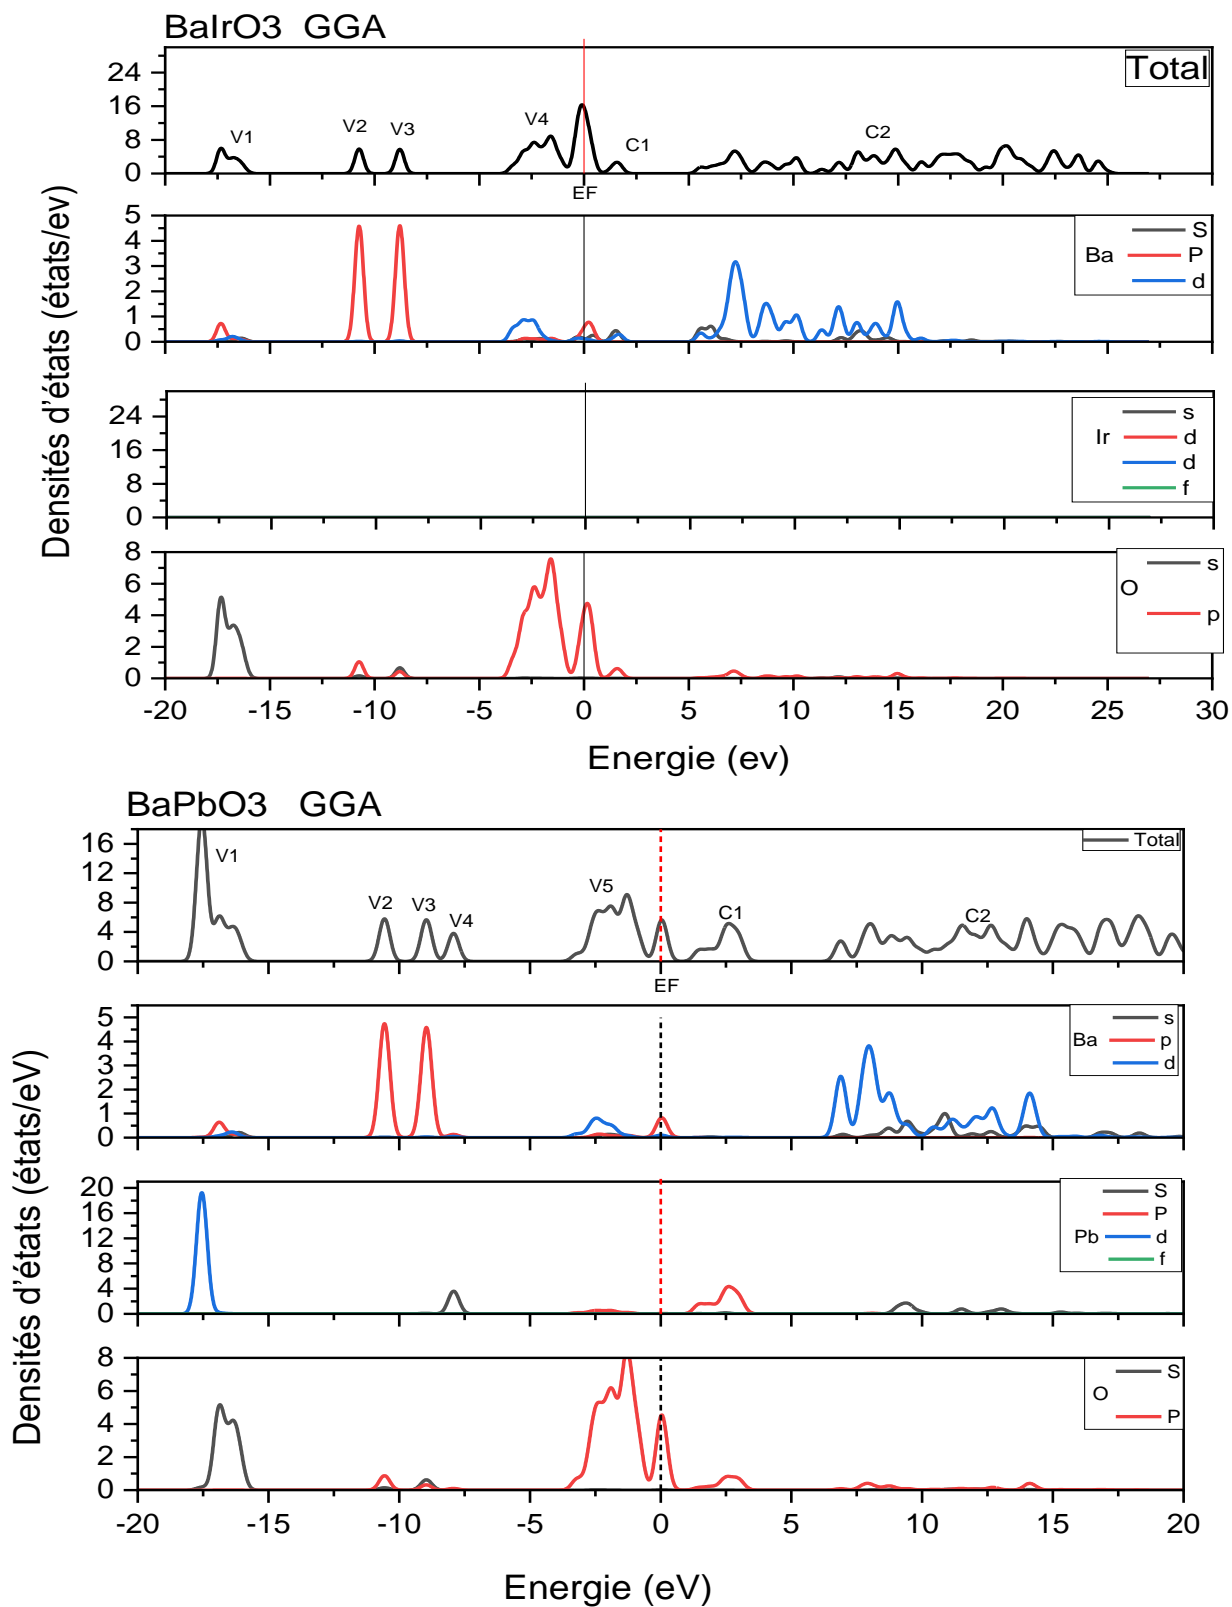 BaIrO3 GGA
Total
24
16
8
0
V1
V2
V3
V4
C1
C2
EF
Densités d'états (états/ev)
5
4
3
2
1
0
S
Ba P
d
24
16
8
0
s
Ir d
d
f
8
6
4
2
0
s
O
p
-20 -15 -10 -5 0 5 10 15 20 25 30
Energie (ev)
BaPbO3 GGA
16
12
8
4
0
Total
V1
V2
V3
V4
V5
C1
C2
EF
Densités d'états (états/eV)
5
4
3
2
1
0
s
Ba p
d
20
16
12
8
4
0
S
P
Pb d
f
8
6
4
2
0
S
O
P
-20 -15 -10 -5 0 5 10 15 20
Energie (eV)